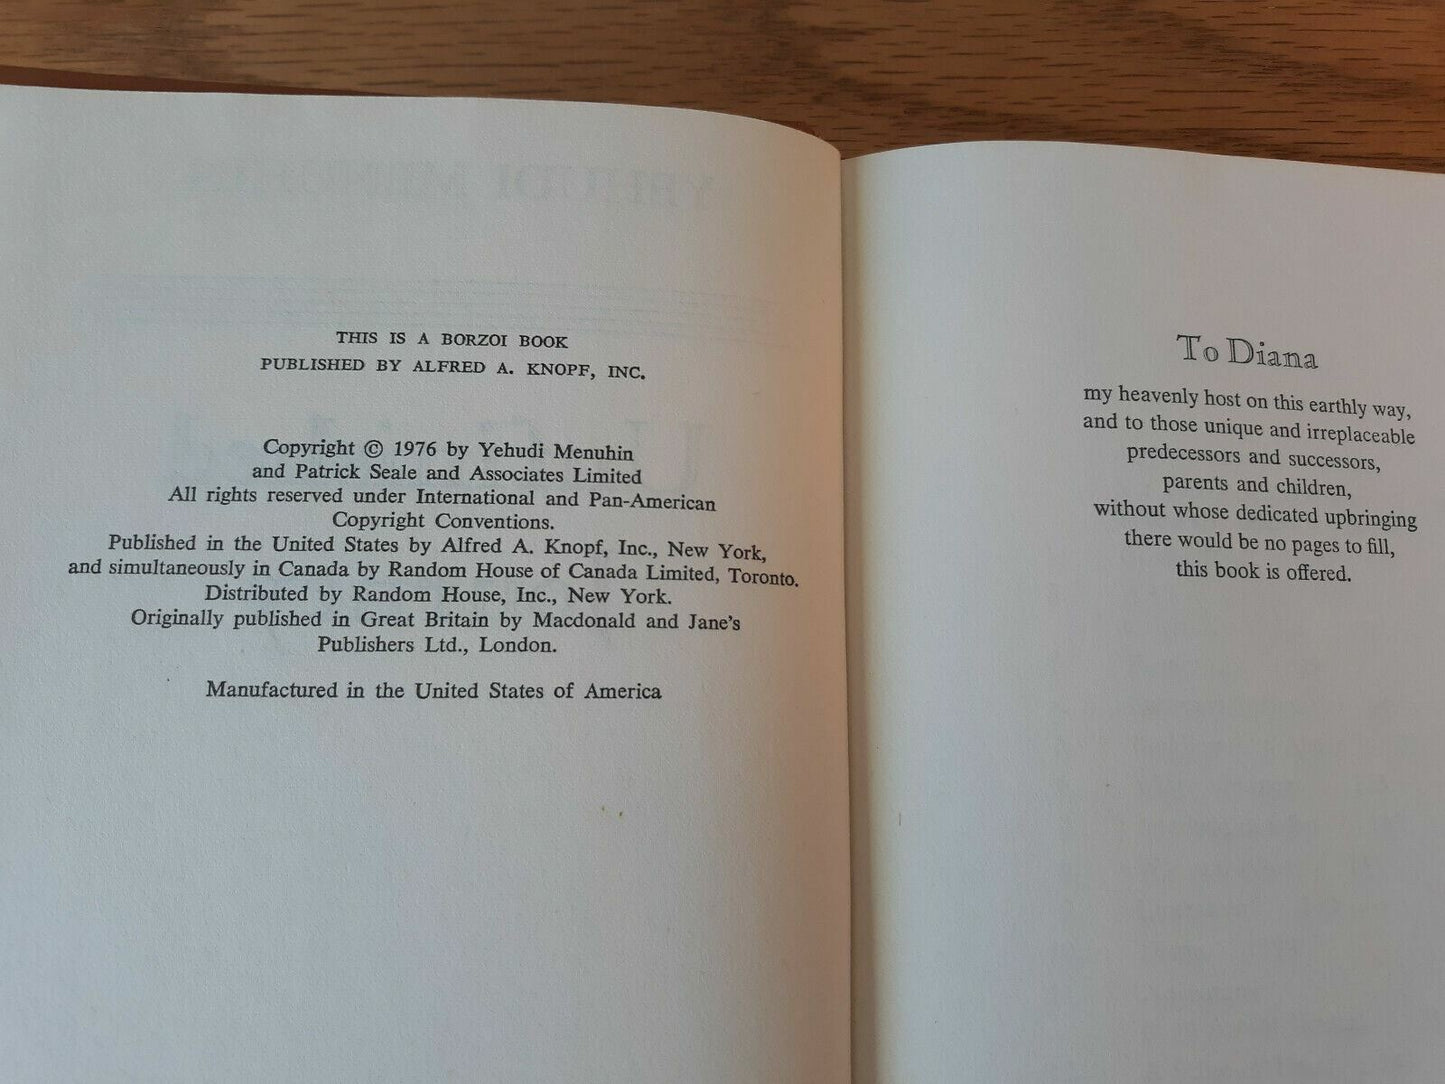 THIS IS A BORZOI BOOK
PUBLISHED BY ALFRED A. KNOPF, INC.
Copyright © 1976 by Yehudi Menuhin
and Patrick Seale and Associates Limited
All rights reserved under International and Pan-American
Copyright Conventions.
Published in the United States by Alfred A. Knopf, Inc., New York,
and simultaneously in Canada by Random House of Canada Limited, Toronto.
Distributed by Random House, Inc., New York.
Originally published in Great Britain by Macdonald and Jane's
Publishers Ltd., London.
Manufactured in the United States of America
To Diana
my heavenly host on this earthly way,
and to those unique and irreplaceable
predecessors and successors,
parents and children,
without whose dedicated upbringing
there would be no pages to fill,
this book is offered.